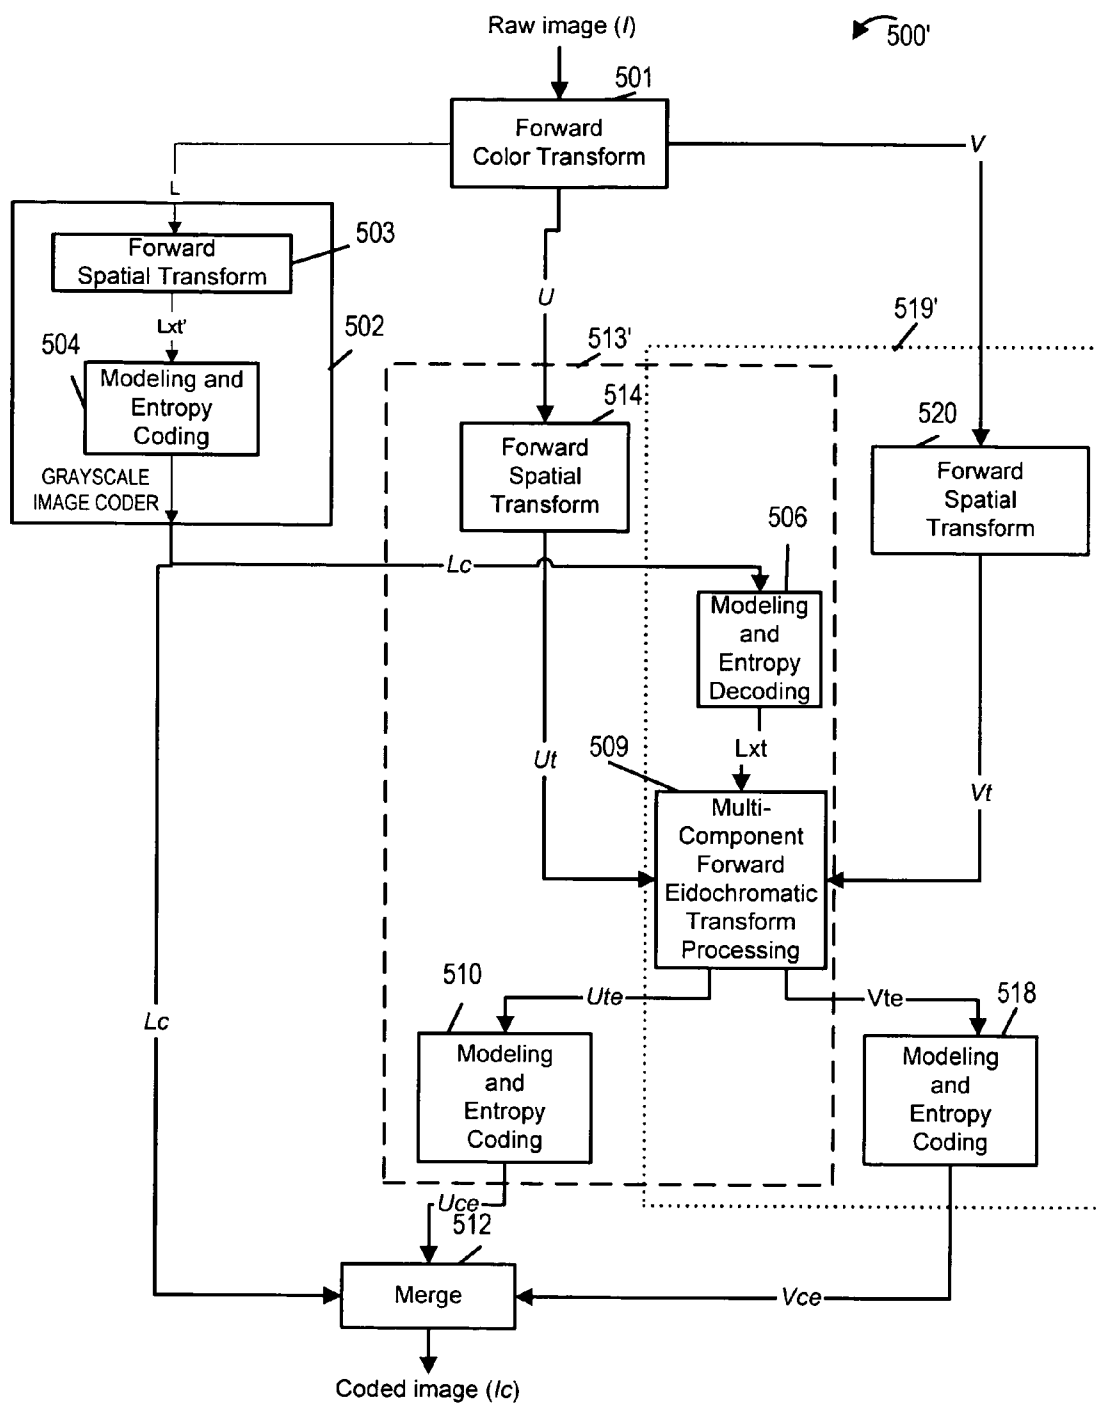 Raw image (I)
500'
501
Forward
Color Transform
V
L
503
Forward
Spatial Transform
U
519'
Lxt'
504
502
513'
Modeling and
Entropy
Coding
514
520
Forward
Spatial
Transform
Forward
Spatial
Transform
GRAYSCALE
IMAGE CODER
506
Lc
Modeling
and
Entropy
Decoding
509
Ut
Lxt
Vt
Multi-
Component
Forward
Eidochromatic
Transform
Processing
510
Ute
Vte
518
Lc
Modeling
and
Entropy
Coding
Modeling
and
Entropy
Coding
Uce
512
Merge
Vce
Coded image (Ic)